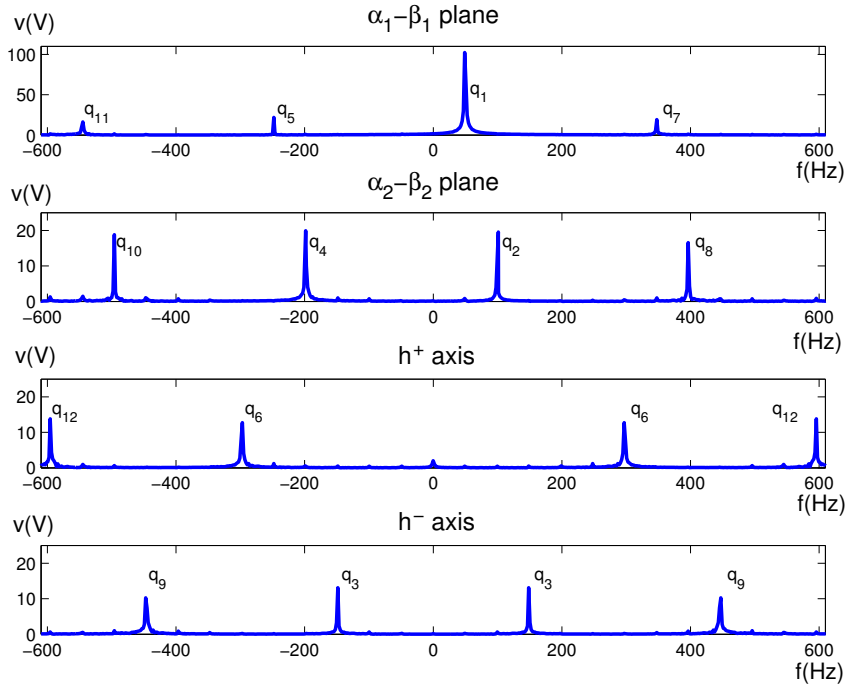 v(V)
α₁−β₁ plane
100
50
0
q₁₁
q₅
q₁
q₇
−600 −400 −200 0 200 400 600
f(Hz)
v(V)
α₂−β₂ plane
20
10
0
q₁₀
q₄
q₂
q₈
−600 −400 −200 0 200 400 600
f(Hz)
v(V)
h⁺ axis
20
10
0
q₁₂
q₆
q₆
q₁₂
−600 −400 −200 0 200 400 600
f(Hz)
v(V)
h⁻ axis
20
10
0
q₉
q₃
q₃
q₉
−600 −400 −200 0 200 400 600
f(Hz)